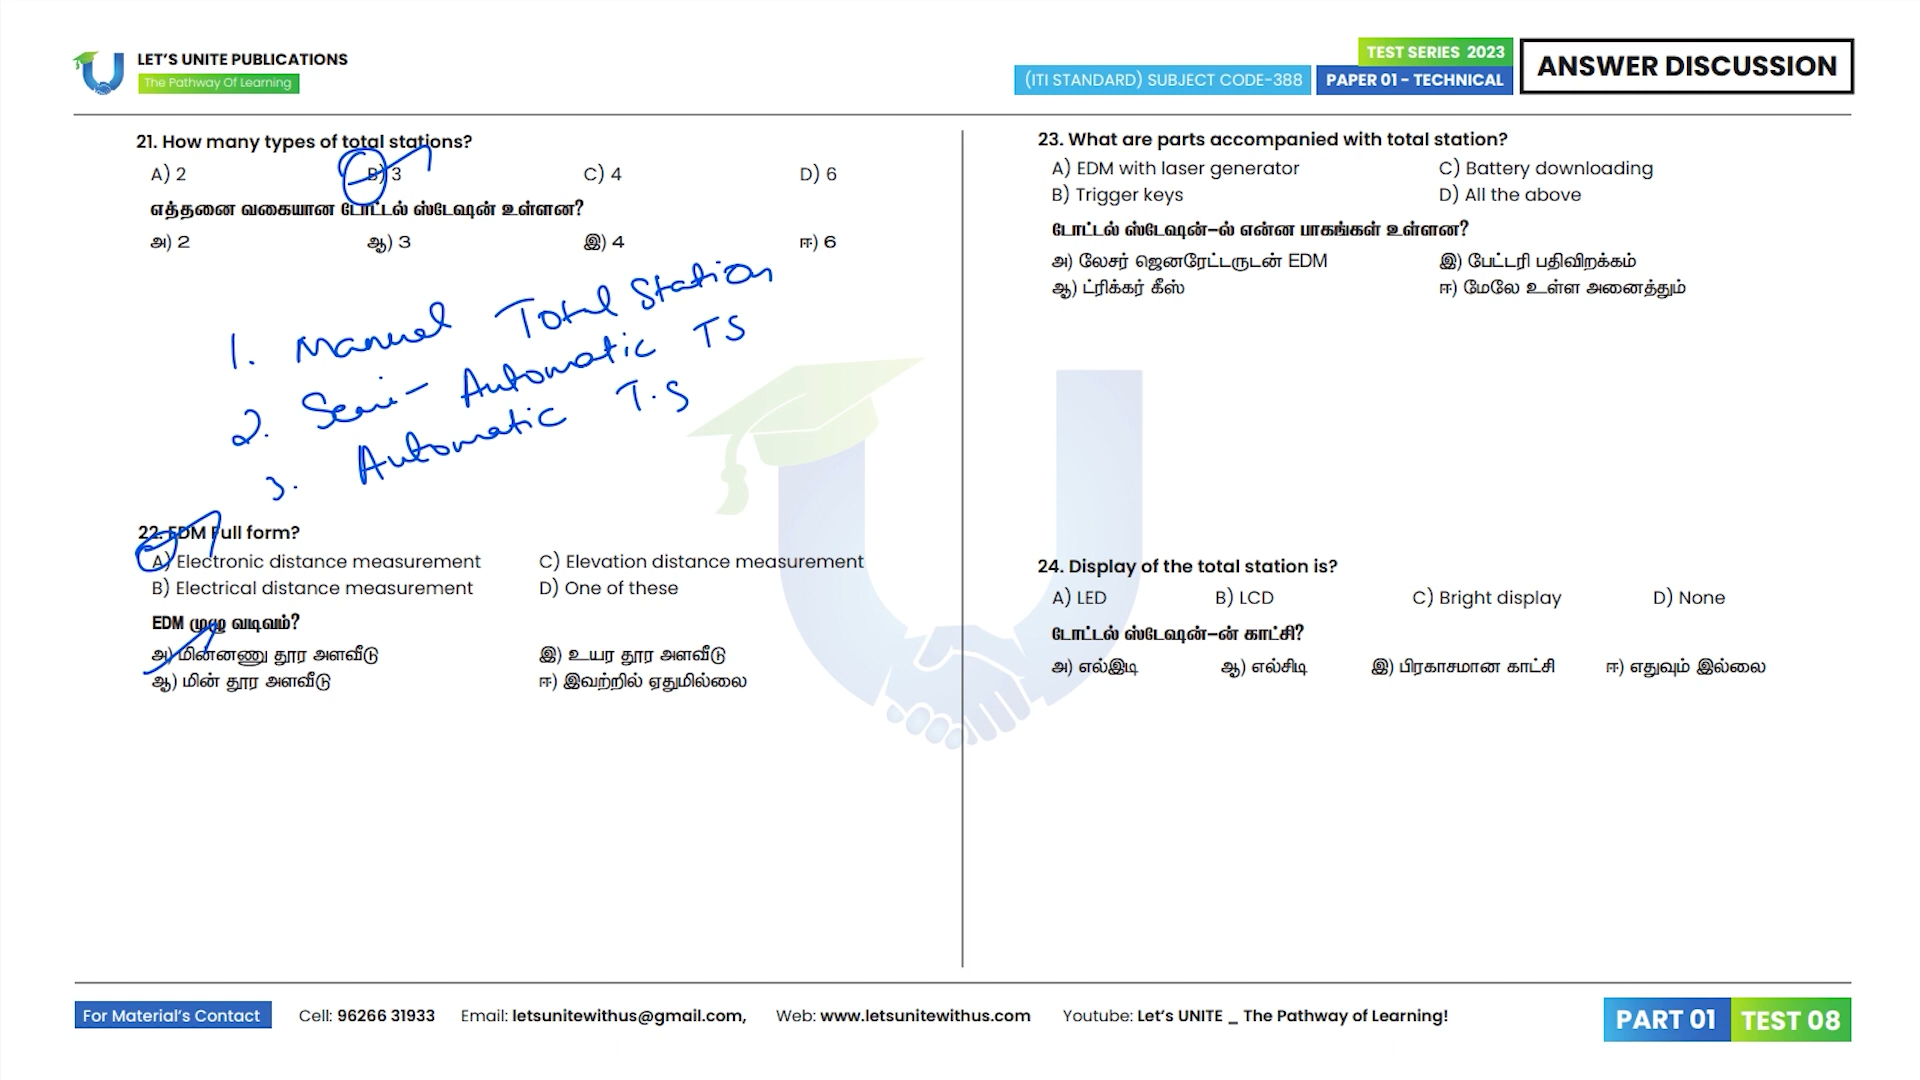 LET'S UNITE PUBLICATIONS
The Pathway Of Learning
TEST SERIES 2023
(ITI STANDARD) SUBJECT CODE-388
PAPER 01 - TECHNICAL
ANSWER DISCUSSION
21. How many types of total stations?
A) 2 B) 3 C) 4 D) 6
எத்தனை வகையான டோட்டல் ஸ்டேஷன் உள்ளன?
அ) 2 ஆ) 3 இ) 4 ஈ) 6
1. Manual Total Station
2. Semi-Automatic TS
3. Automatic T.S
22. EDM Full form?
A) Electronic distance measurement C) Elevation distance measurement
B) Electrical distance measurement D) One of these
EDM முழு வடிவம்?
அ) மின்னணு தூர அளவீடு இ) உயர தூர அளவீடு
ஆ) மின் தூர அளவீடு ஈ) இவற்றில் ஏதுமில்லை
23. What are parts accompanied with total station?
A) EDM with laser generator C) Battery downloading
B) Trigger keys D) All the above
டோட்டல் ஸ்டேஷன்-ல் என்ன பாகங்கள் உள்ளன?
அ) லேசர் ஜெனரேட்டருடன் EDM இ) பேட்டரி பதிவிறக்கம்
ஆ) ட்ரிக்கர் கீஸ் ஈ) மேலே உள்ள அனைத்தும்
24. Display of the total station is?
A) LED B) LCD C) Bright display D) None
டோட்டல் ஸ்டேஷன்-ன் காட்சி?
அ) எல்இடி ஆ) எல்சிடி இ) பிரகாசமான காட்சி ஈ) எதுவும் இல்லை
For Material's Contact Cell: 96266 31933 Email: letsunitewithus@gmail.com, Web: www.letsunitewithus.com Youtube: Let's UNITE _ The Pathway of Learning!
PART 01 TEST 08